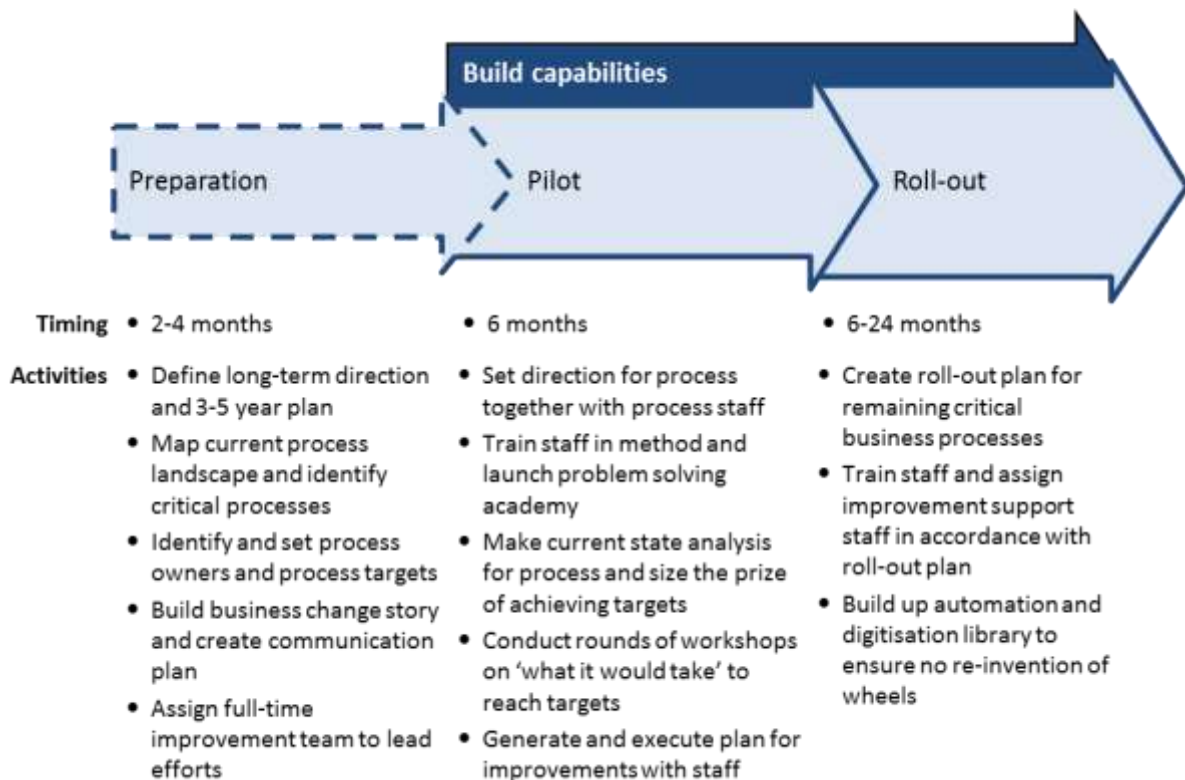 Build capabilities
Preparation
Pilot
Roll-out
Timing
• 2-4 months
• 6 months
• 6-24 months
Activities
• Define long-term direction
and 3-5 year plan
• Map current process
landscape and identify
critical processes
• Identify and set process
owners and process targets
• Build business change story
and create communication
plan
• Assign full-time
improvement team to lead
efforts
• Set direction for process
together with process staff
• Train staff in method and
launch problem solving
academy
• Make current state analysis
for process and size the prize
of achieving targets
• Conduct rounds of workshops
on ‘what it would take’ to
reach targets
• Generate and execute plan for
improvements with staff
• Create roll-out plan for
remaining critical
business processes
• Train staff and assign
improvement support
staff in accordance with
roll-out plan
• Build up automation and
digitisation library to
ensure no re-invention of
wheels